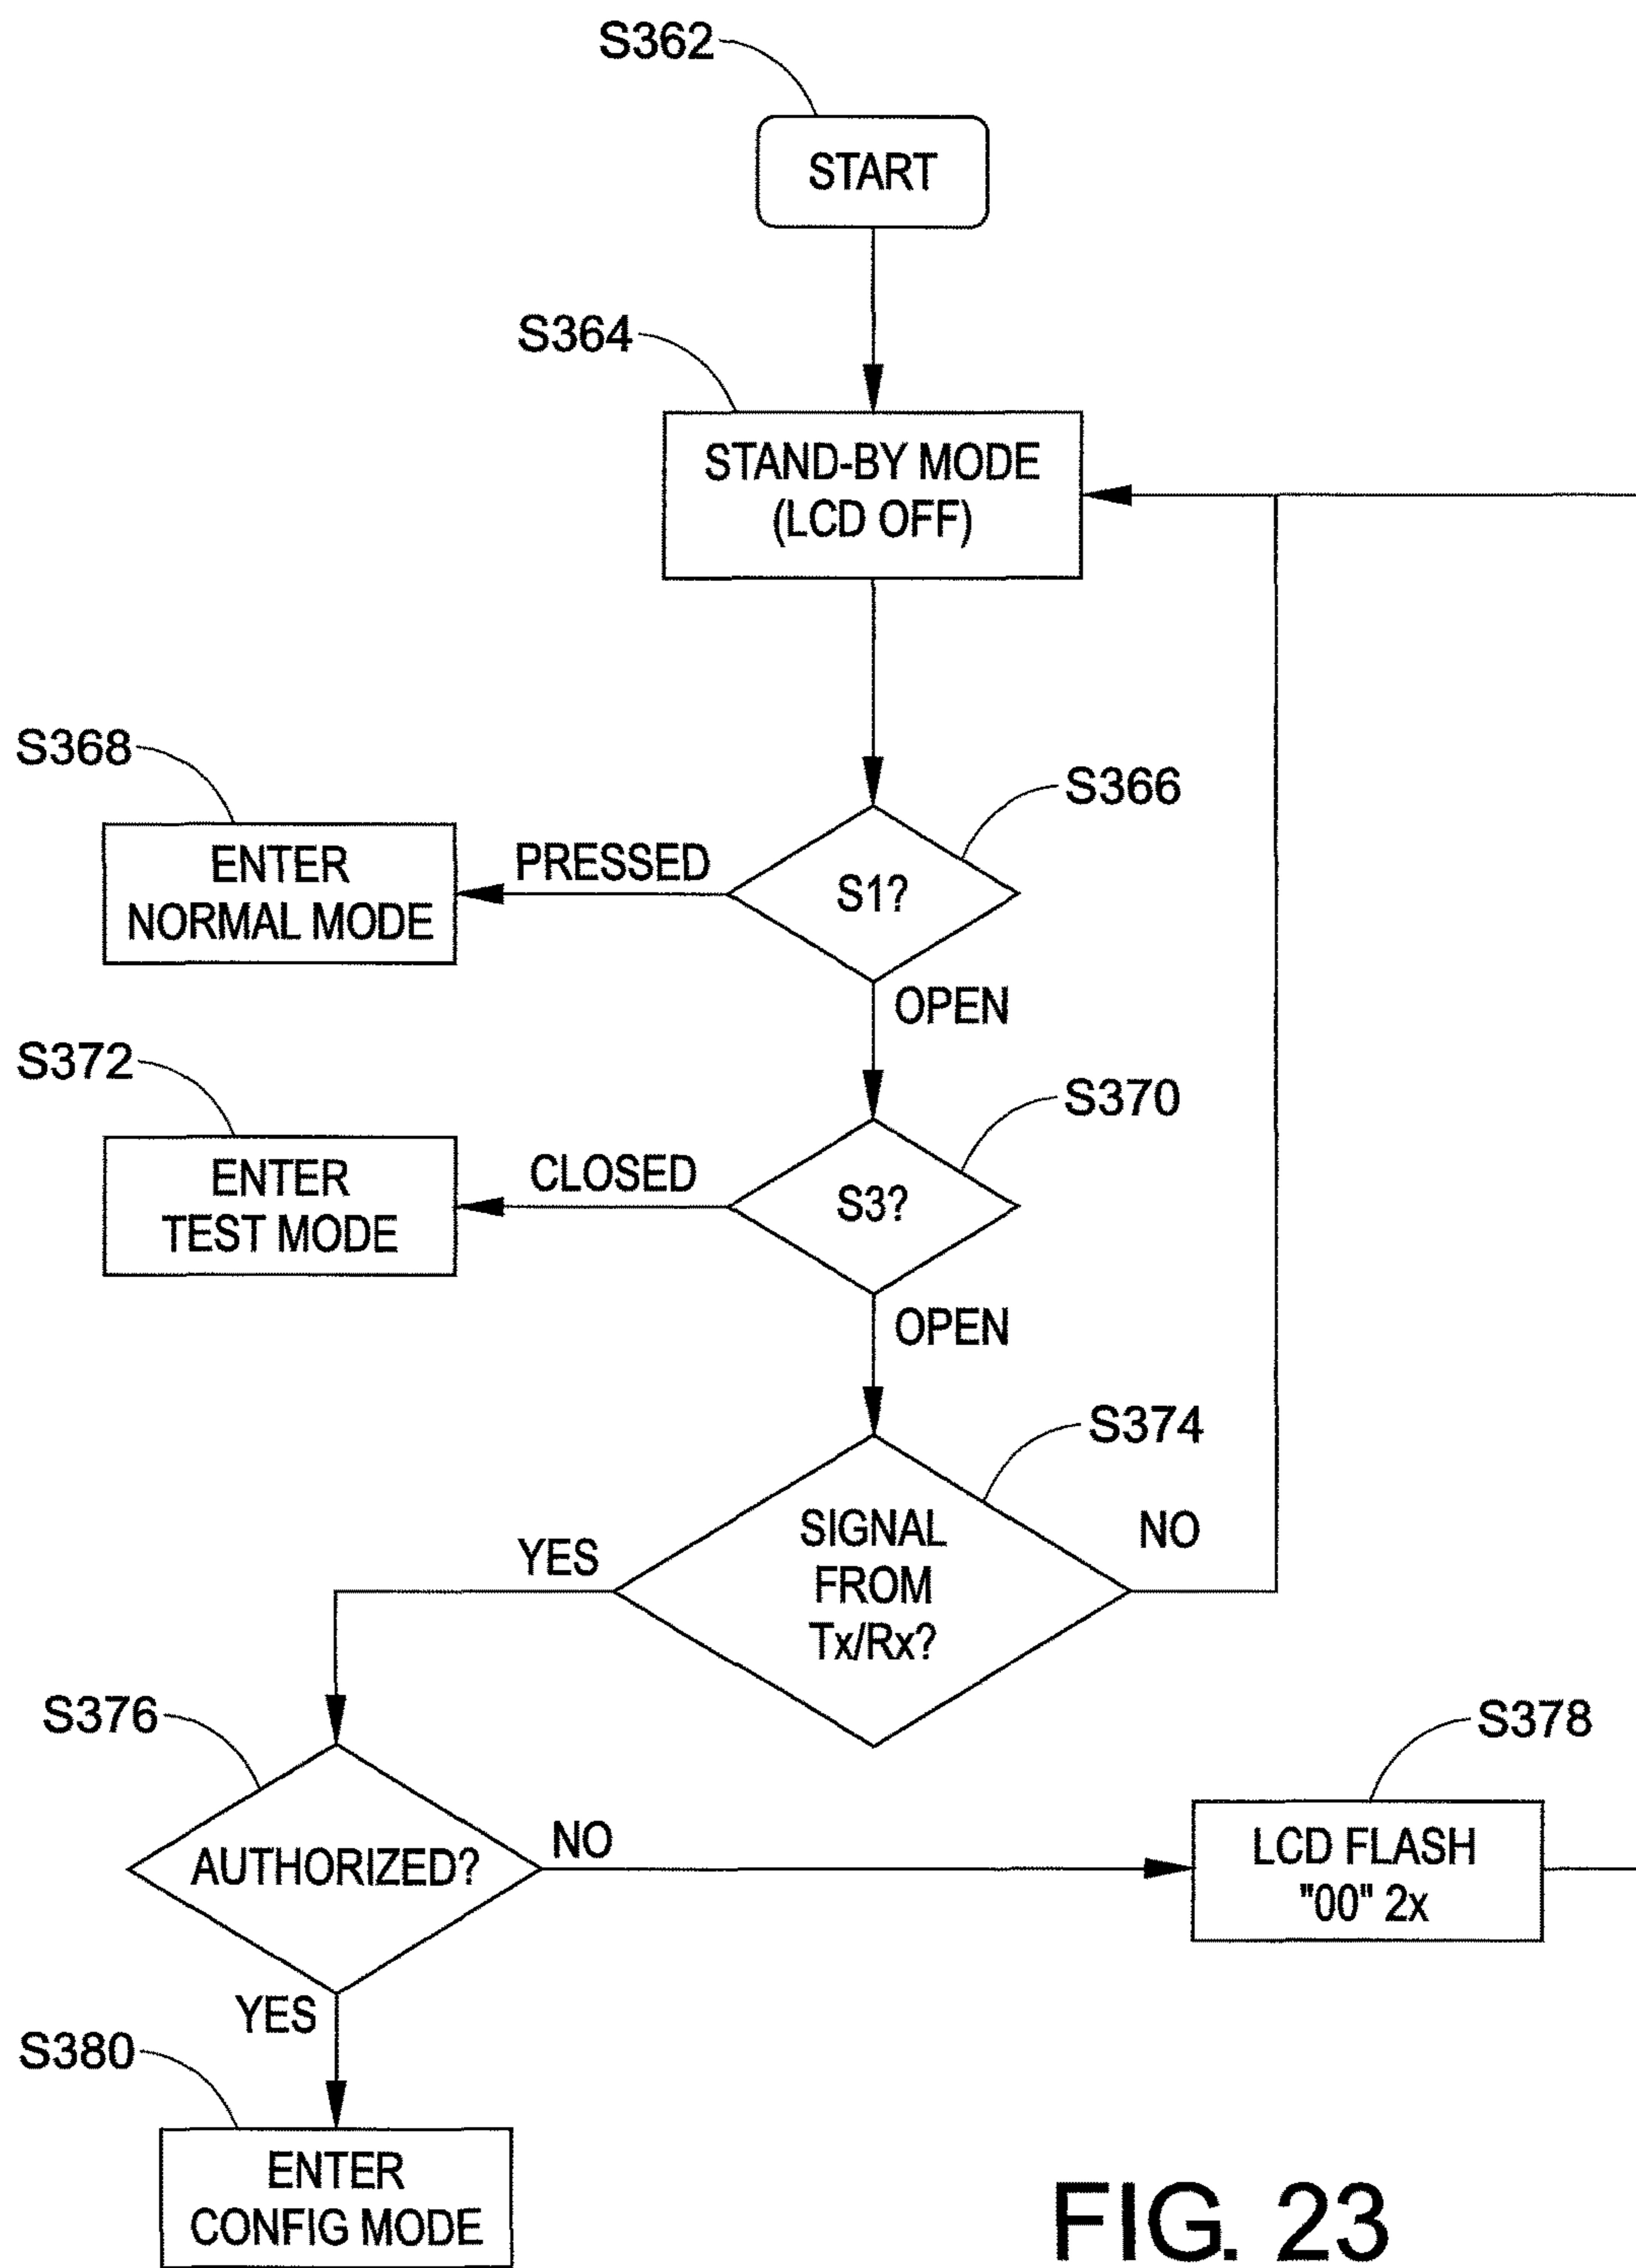 S362
START
S364
STAND-BY MODE
(LCD OFF)
S368
ENTER
NORMAL MODE
PRESSED
S366
S1?
OPEN
S372
ENTER
TEST MODE
CLOSED
S370
S3?
OPEN
S374
SIGNAL
FROM
Tx/Rx?
YES
NO
S376
AUTHORIZED?
NO
S378
LCD FLASH
"00" 2x
YES
S380
ENTER
CONFIG MODE
FIG. 23